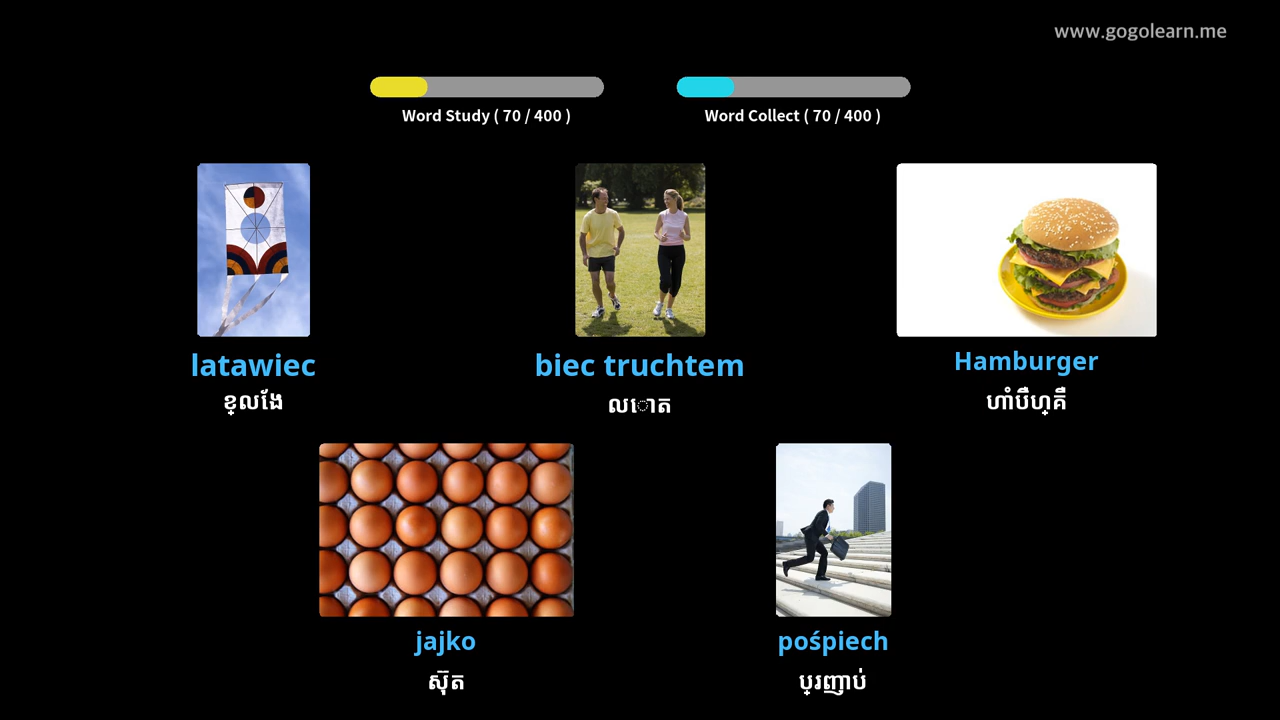 www.gogolearn.me
Word Study ( 70 / 400 )
Word Collect ( 70 / 400 )
latawiec
ខ្លែង
biec truchtem
លោត
Hamburger
ហាំបឺហ្គឺ
jajko
ស៊ុត
pośpiech
ប្រញាប់